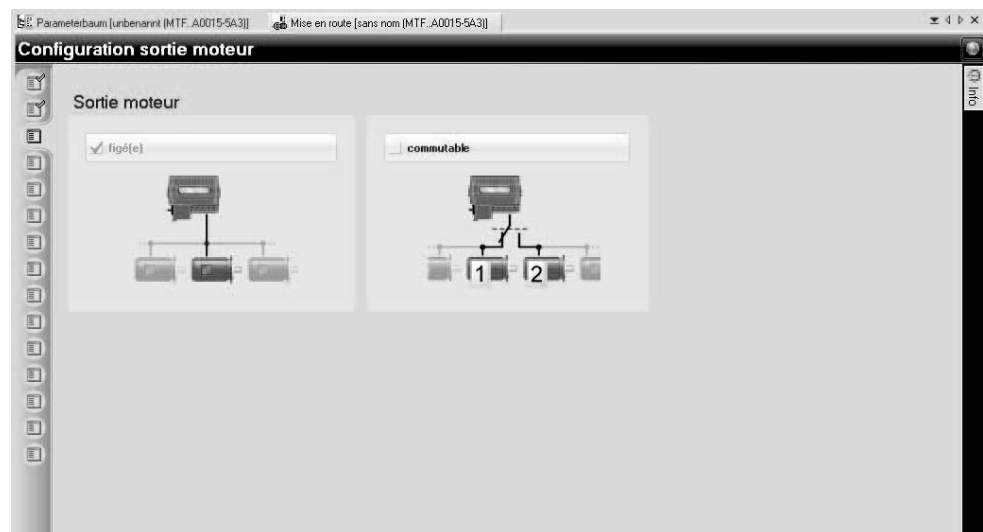 Parameterbaum [unbenannt (MTF..A0015-5A3)] Mise en route [sans nom (MTF..A0015-5A3)]
Configuration sortie moteur
Info
Sortie moteur
figé(e) commutable
1 2